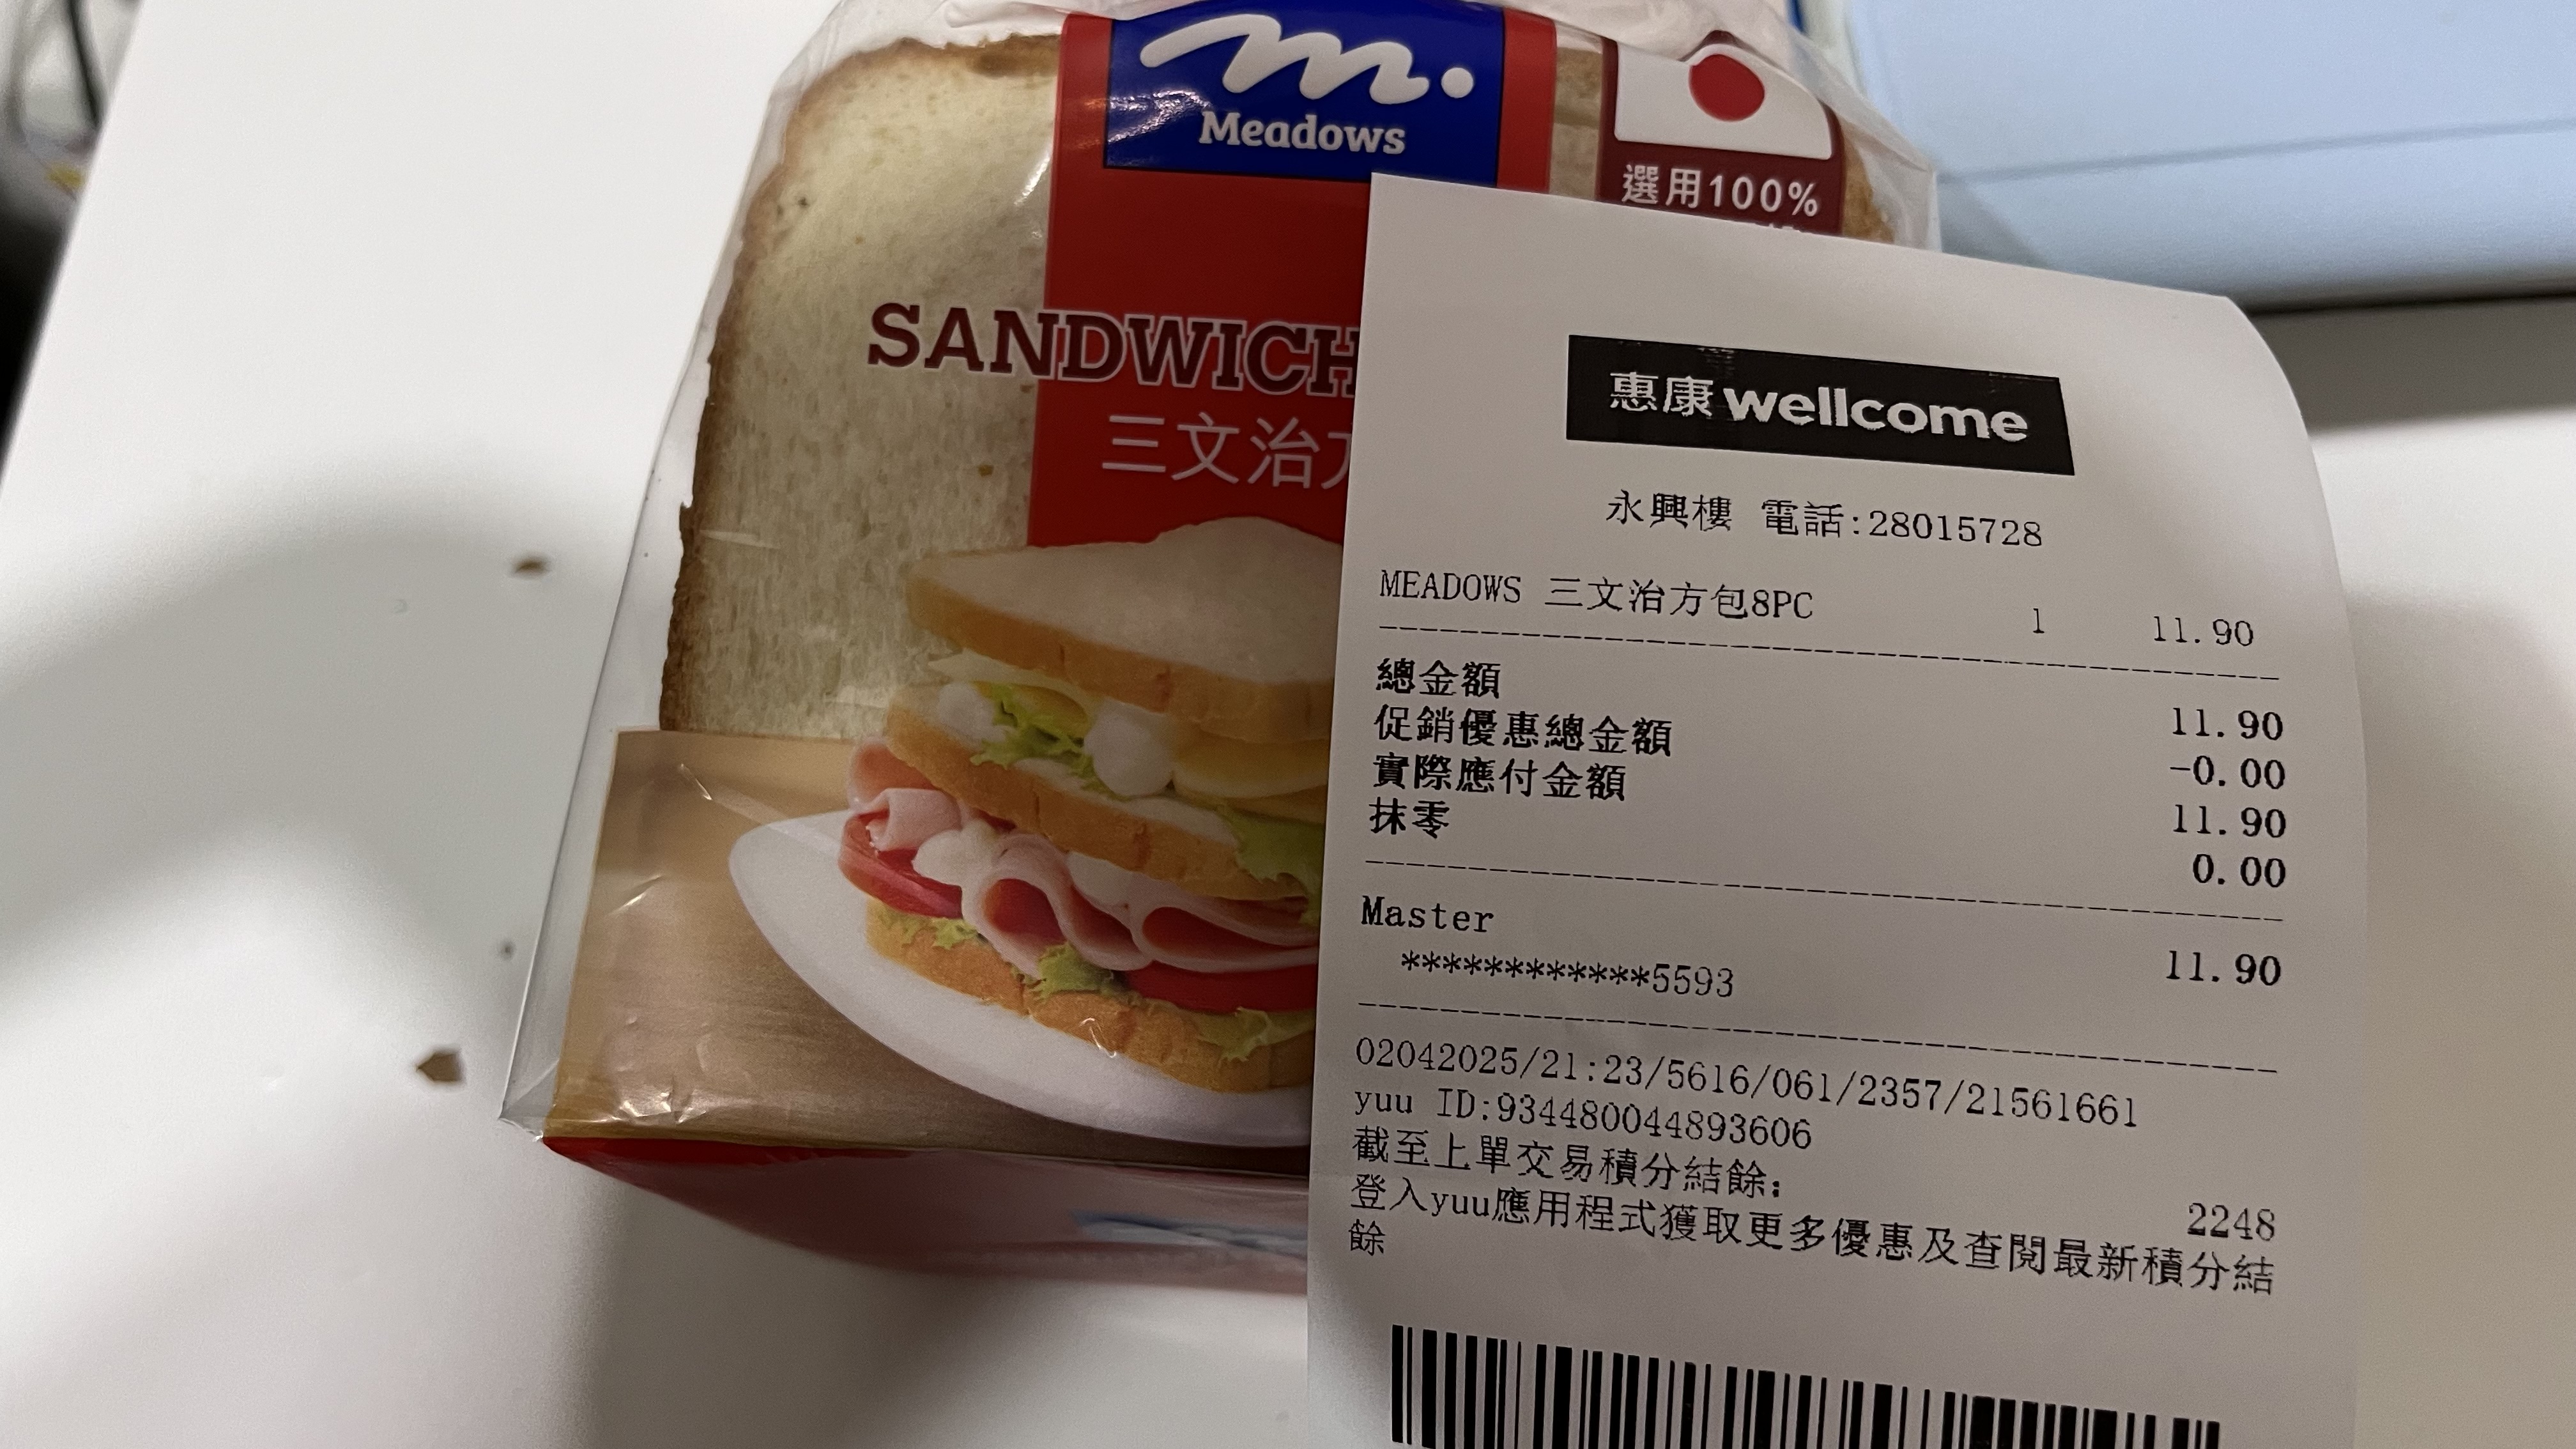 m.
Meadows
選用100%
SANDWICH
三文治方
惠康wellcome
永興樓 電話:28015728
MEADOWS 三文治方包8PC 1 11.90
總金額 11.90
促銷優惠總金額 -0.00
實際應付金額 11.90
抹零 0.00
Master 11.90
************5593
02042025/21:23/5616/061/2357/21561661
yuu ID:934480044893606
截至上單交易積分結餘: 2248
登入yuu應用程式獲取更多優惠及查閱最新積分結
餘